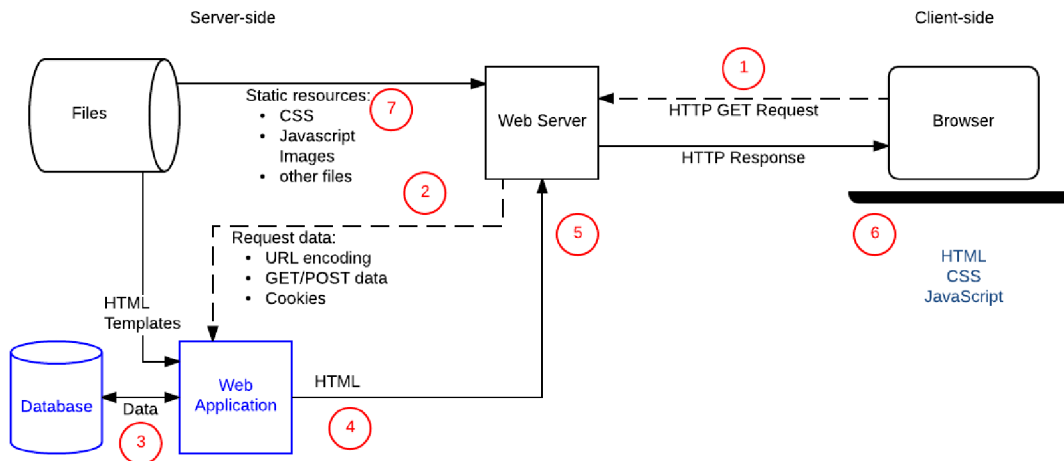 Server-side
Client-side
Files
Static resources:
• CSS
• Javascript
Images
• other files
7
Web Server
1
HTTP GET Request
HTTP Response
Browser
2
Request data:
• URL encoding
• GET/POST data
• Cookies
5
6
HTML
CSS
JavaScript
HTML
Templates
Database
Data
3
Web
Application
HTML
4